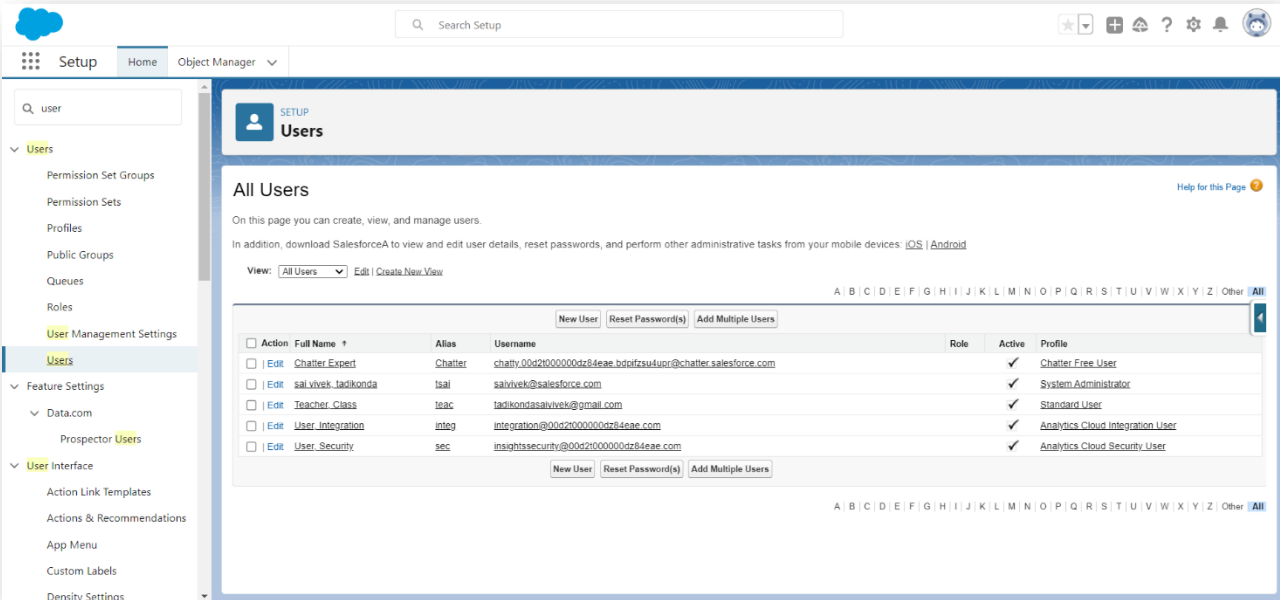 Search Setup
Setup
Home
Object Manager
user
Users
Permission Set Groups
Permission Sets
Profiles
Public Groups
Queues
Roles
User Management Settings
Users
Feature Settings
Data.com
Prospector Users
User Interface
Action Link Templates
Actions & Recommendations
App Menu
Custom Labels
Density Settings
SETUP
Users
All Users
Help for this Page ?
On this page you can create, view, and manage users.
In addition, download SalesforceA to view and edit user details, reset passwords, and perform other administrative tasks from your mobile devices: iOS | Android
View: All Users Edit | Create New View
A | B | C | D | E | F | G | H | I | J | K | L | M | N | O | P | Q | R | S | T | U | V | W | X | Y | Z | Other All
New User Reset Password(s) Add Multiple Users
Action Full Name ↑ Alias Username Role Active Profile
| Edit Chatter Expert Chatter chatty.00d2t000000dz84eae.bdpifzsu4upr@chatter.salesforce.com ✓ Chatter Free User
| Edit sai vivek, tadikonda tsai saivivek@salesforce.com ✓ System Administrator
| Edit Teacher, Class teac tadikondasaivivek@gmail.com ✓ Standard User
| Edit User, Integration integ integration@00d2t000000dz84eae.com ✓ Analytics Cloud Integration User
| Edit User, Security sec insightssecurity@00d2t000000dz84eae.com ✓ Analytics Cloud Security User
New User Reset Password(s) Add Multiple Users
A | B | C | D | E | F | G | H | I | J | K | L | M | N | O | P | Q | R | S | T | U | V | W | X | Y | Z | Other All